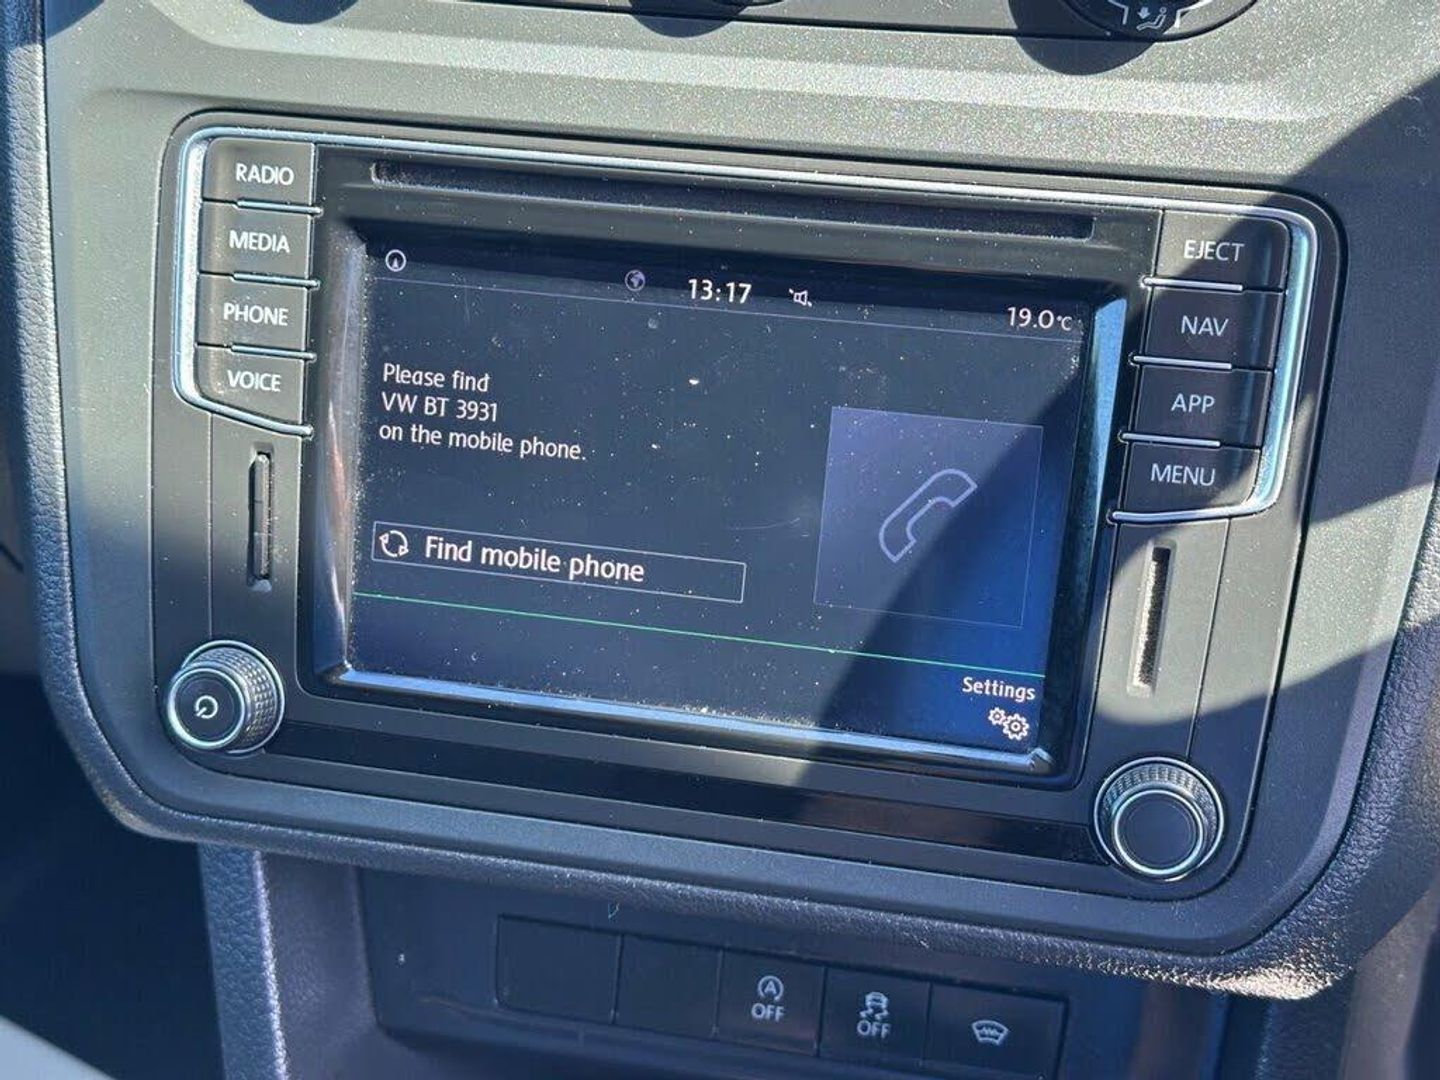 RADIO
MEDIA
PHONE
VOICE
EJECT
NAV
APP
MENU
13:17
19.0°C
Please find
VW BT 3931
on the mobile phone.
Find mobile phone
Settings
A
OFF
OFF